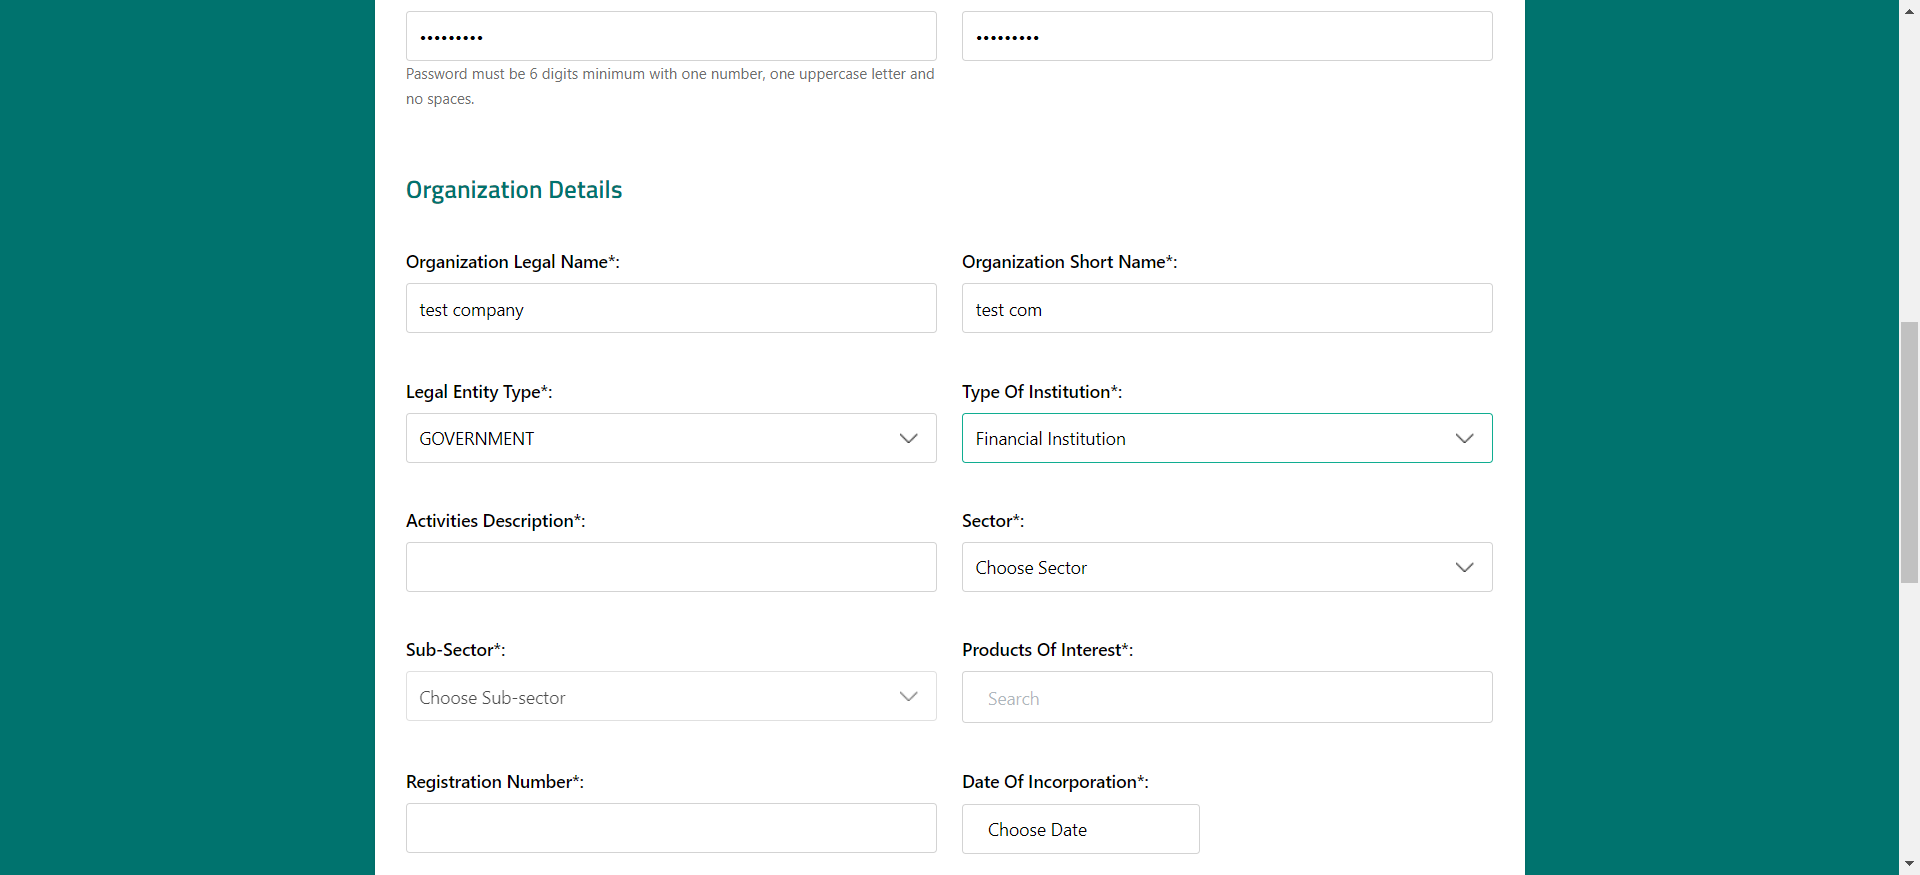 •••••••••
•••••••••
Password must be 6 digits minimum with one number, one uppercase letter and
no spaces.
Organization Details
Organization Legal Name*:
Organization Short Name*:
test company
test com
Legal Entity Type*:
Type Of Institution*:
GOVERNMENT
Financial Institution
Activities Description*:
Sector*:
Choose Sector
Sub-Sector*:
Products Of Interest*:
Choose Sub-sector
Search
Registration Number*:
Date Of Incorporation*:
Choose Date